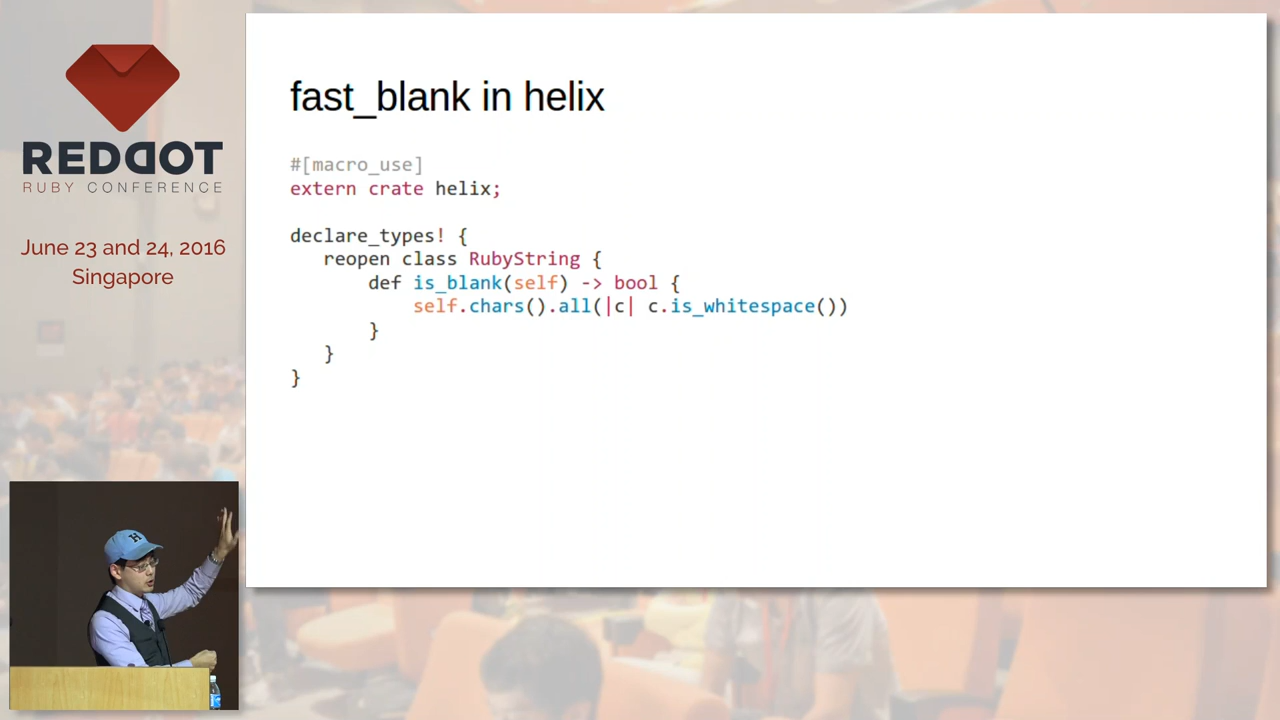 REDDOT
RUBY CONFERENCE
June 23 and 24, 2016
Singapore
fast_blank in helix
#[macro_use]
extern crate helix;
declare_types! {
reopen class RubyString {
def is_blank(self) -> bool {
self.chars().all(|c| c.is_whitespace())
}
}
}
H